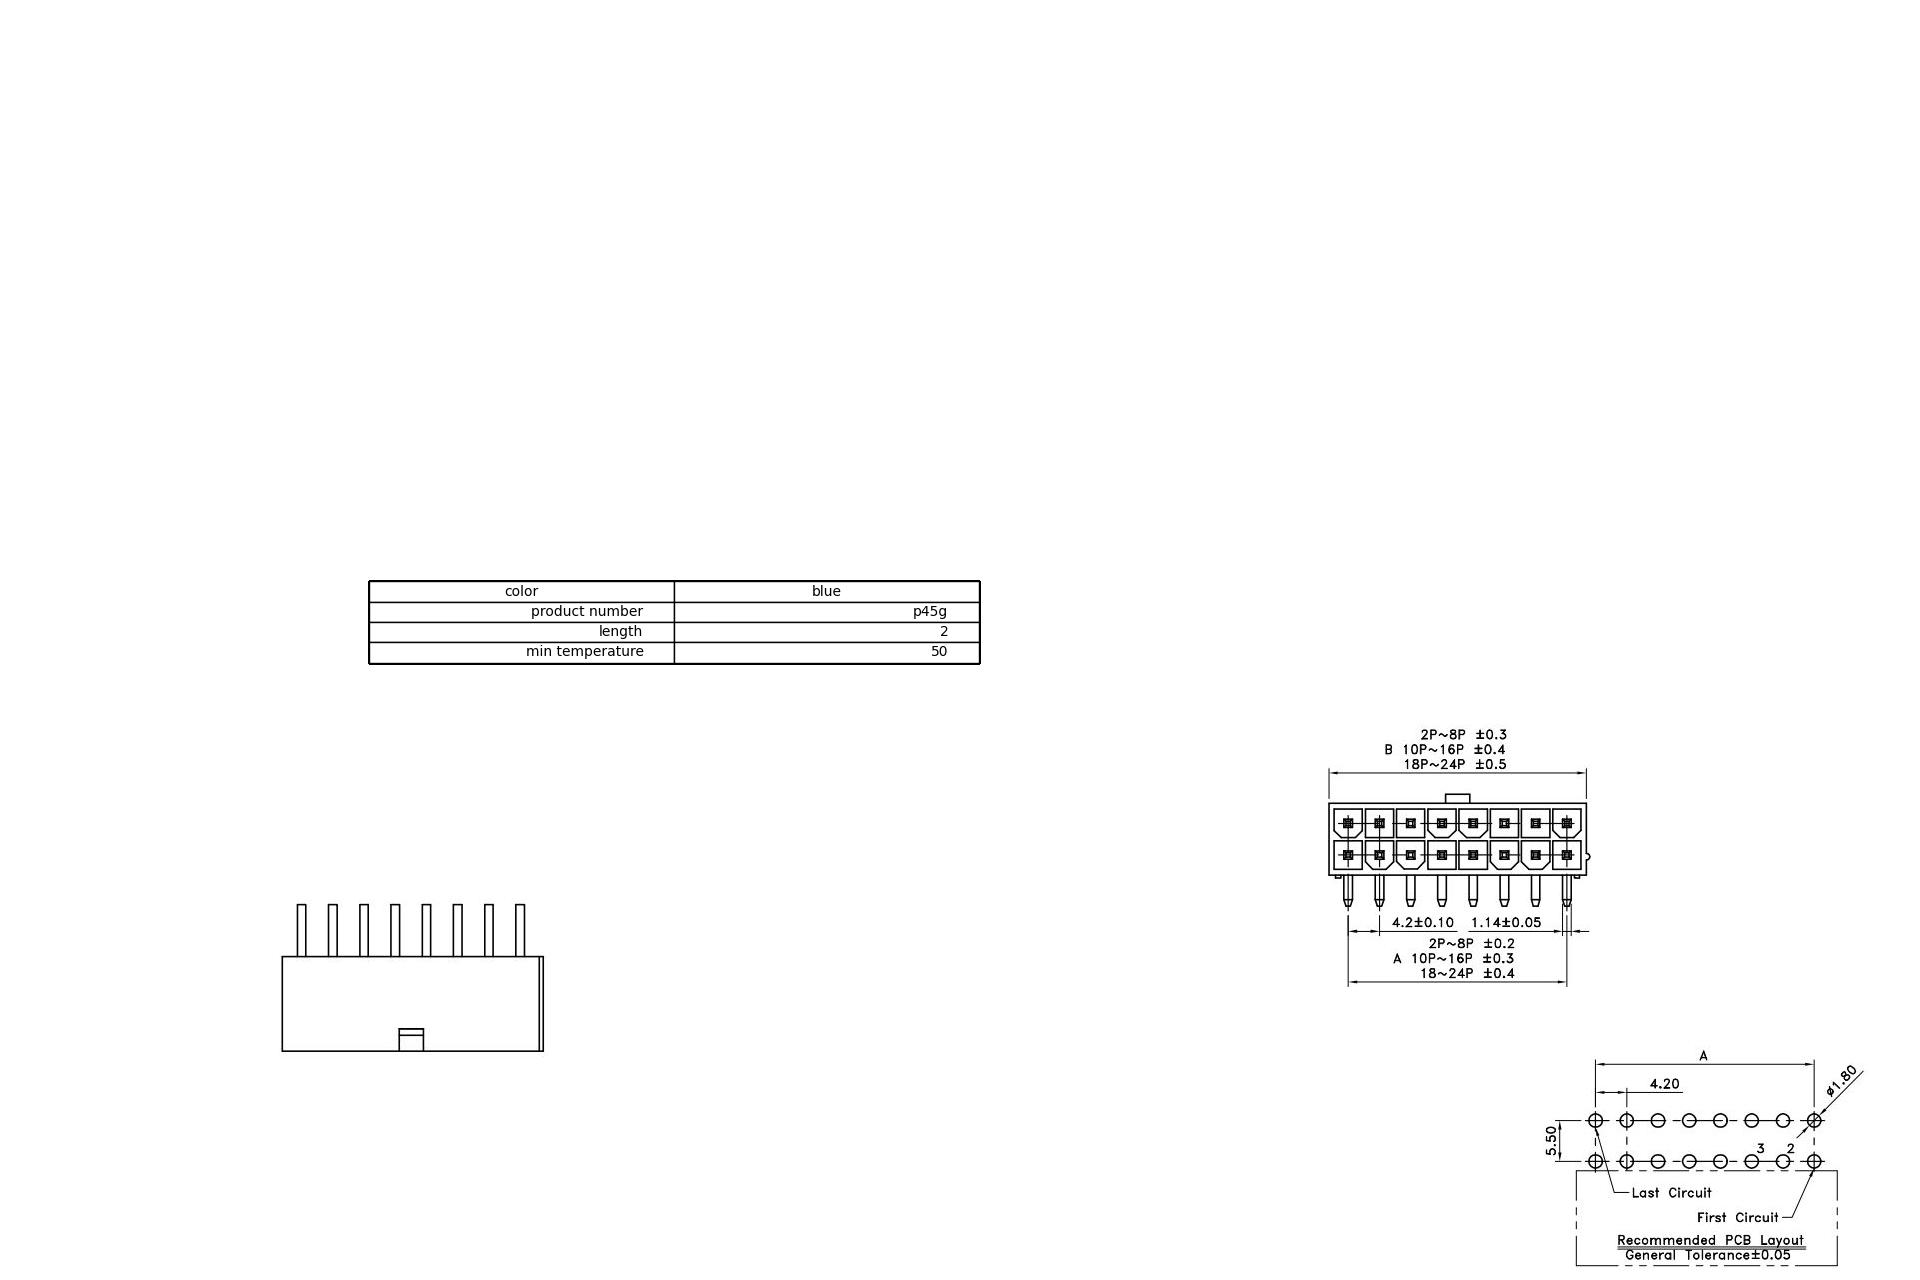 color blue
product number p45g
length 2
min temperature 50
2P~8P ±0.3
B 10P~16P ±0.4
18P~24P ±0.5
4.2±0.10 1.14±0.05
2P~8P ±0.2
A 10P~16P ±0.3
18~24P ±0.4
A
4.20
ø1.80
5.50
3 2
Last Circuit
First Circuit
Recommended PCB Layout
General Tolerance±0.05